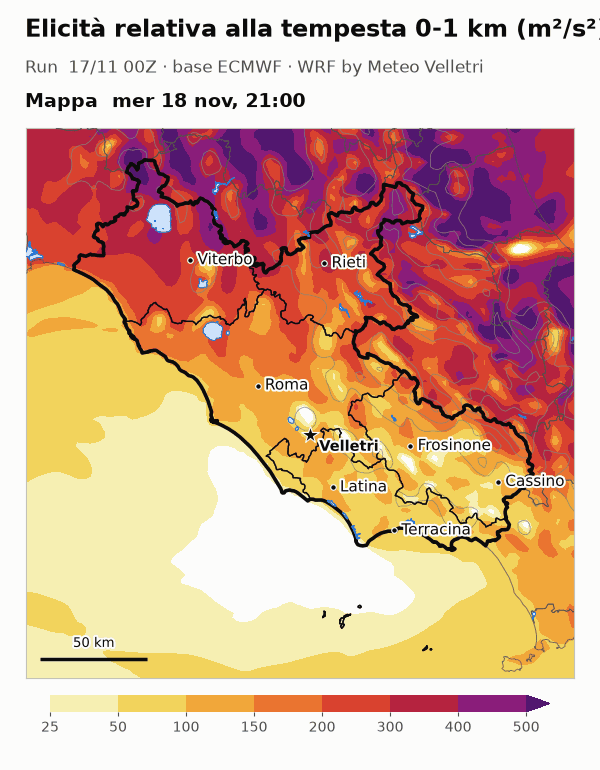 Elicità relativa alla tempesta 0-1 km (m²/s²)
Run 17/11 00Z · base ECMWF · WRF by Meteo Velletri
Mappa mer 18 nov, 21:00
Viterbo
Rieti
Roma
Velletri
Frosinone
Latina
Cassino
Terracina
50 km
25 50 100 150 200 300 400 500